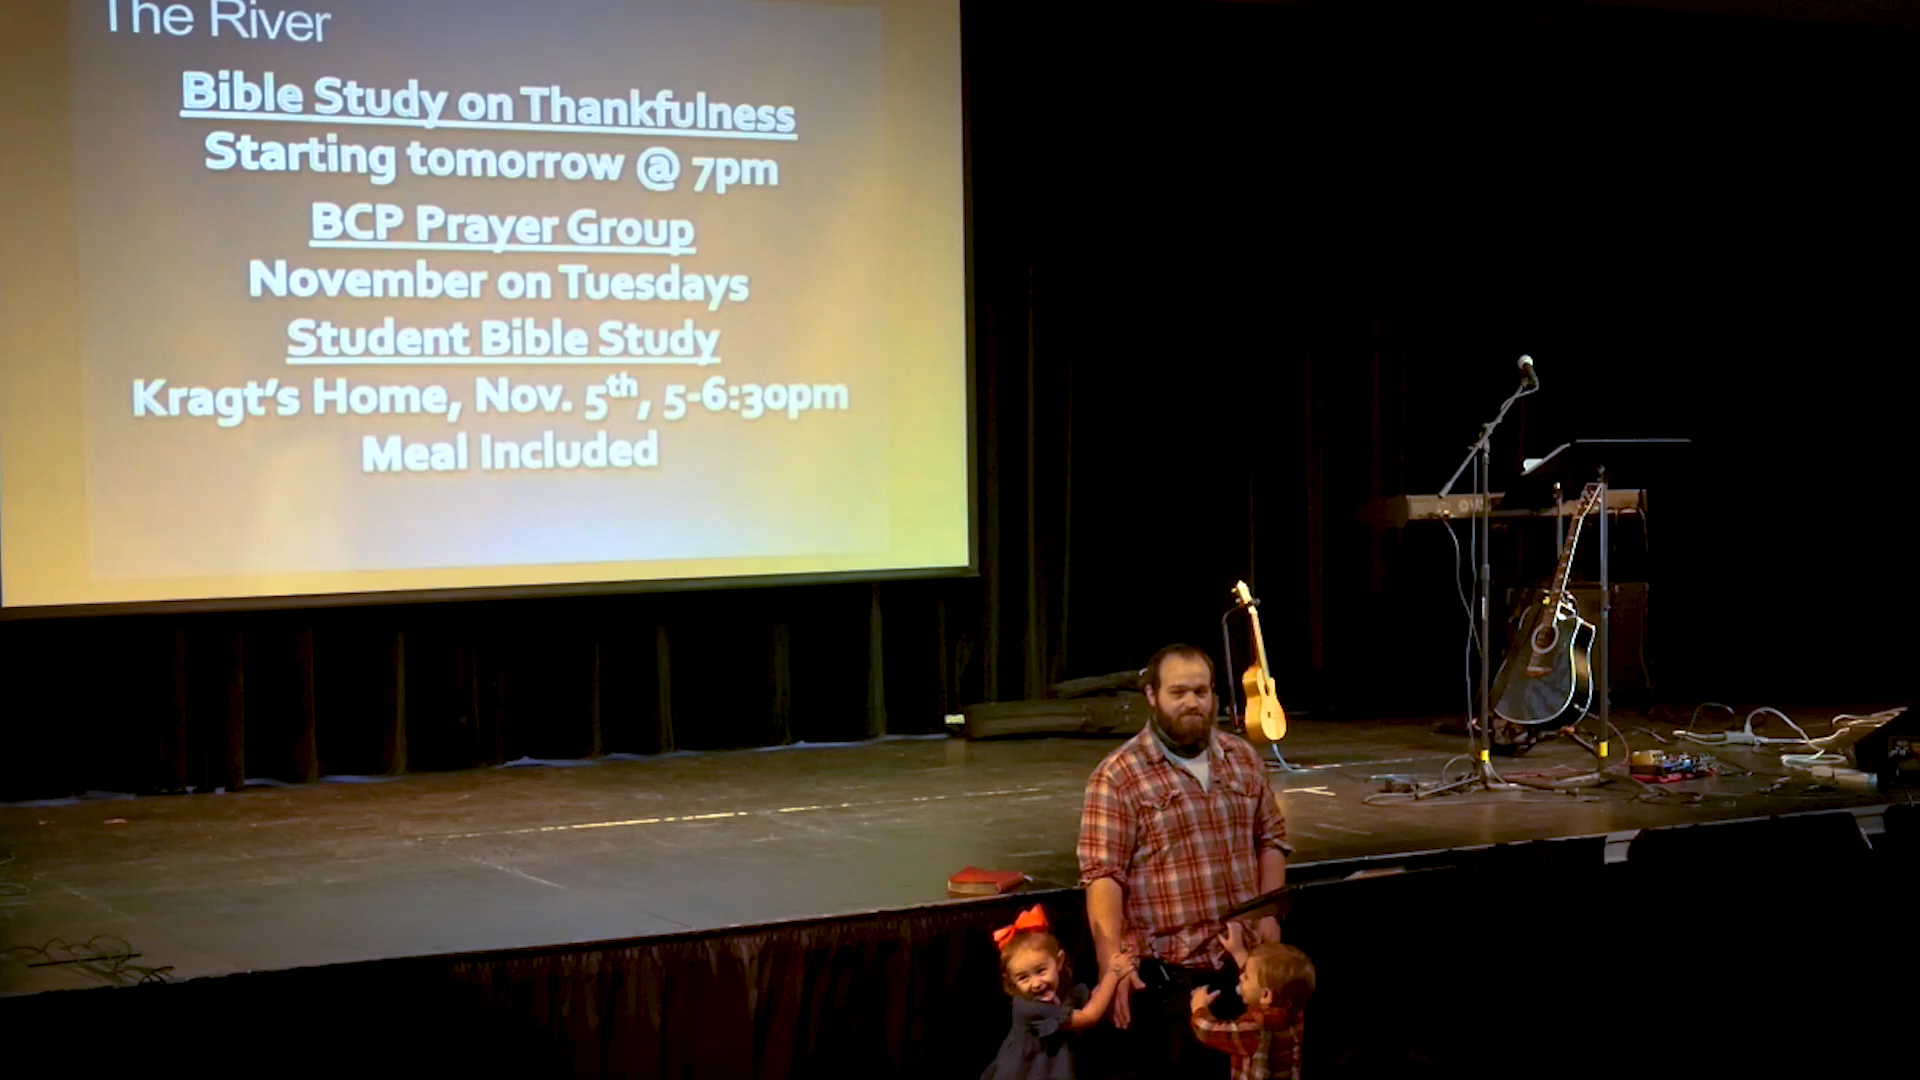 The River
Bible Study on Thankfulness
Starting tomorrow @ 7pm
BCP Prayer Group
November on Tuesdays
Student Bible Study
Kragt's Home, Nov. 5th, 5-6:30pm
Meal Included